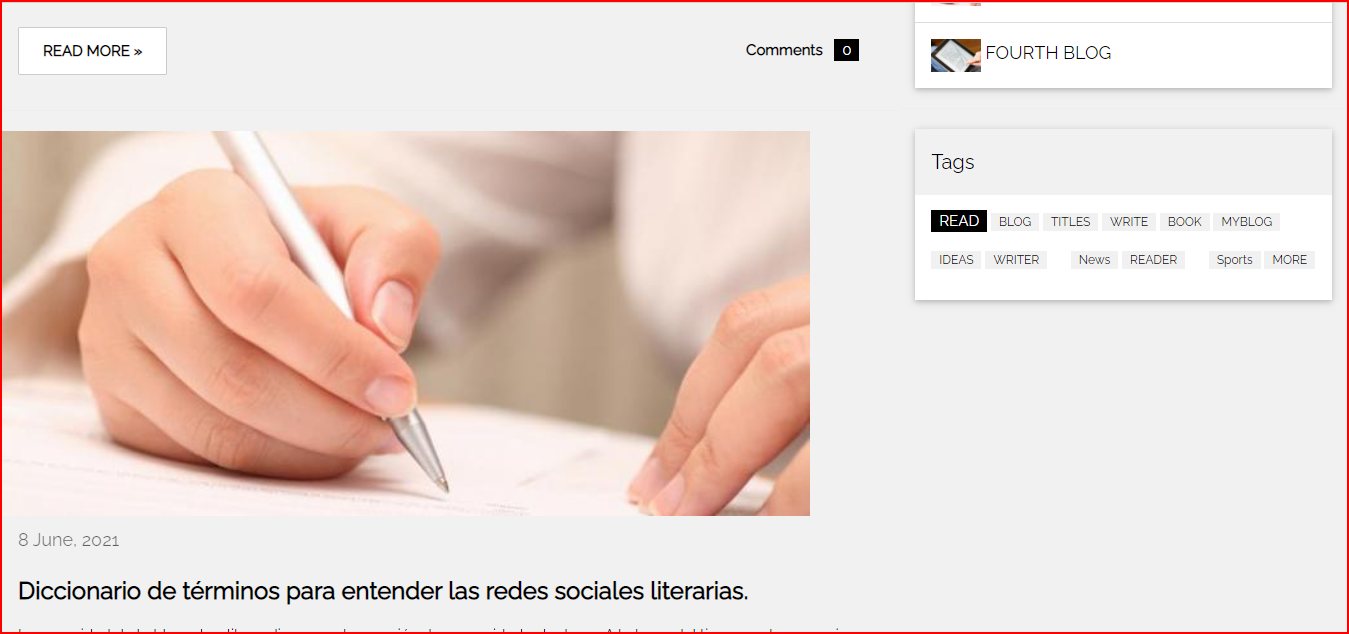 READ MORE »
Comments 0
8 June, 2021
Diccionario de términos para entender las redes sociales literarias.
FOURTH BLOG
Tags
READ BLOG TITLES WRITE BOOK MYBLOG
IDEAS WRITER News READER Sports MORE